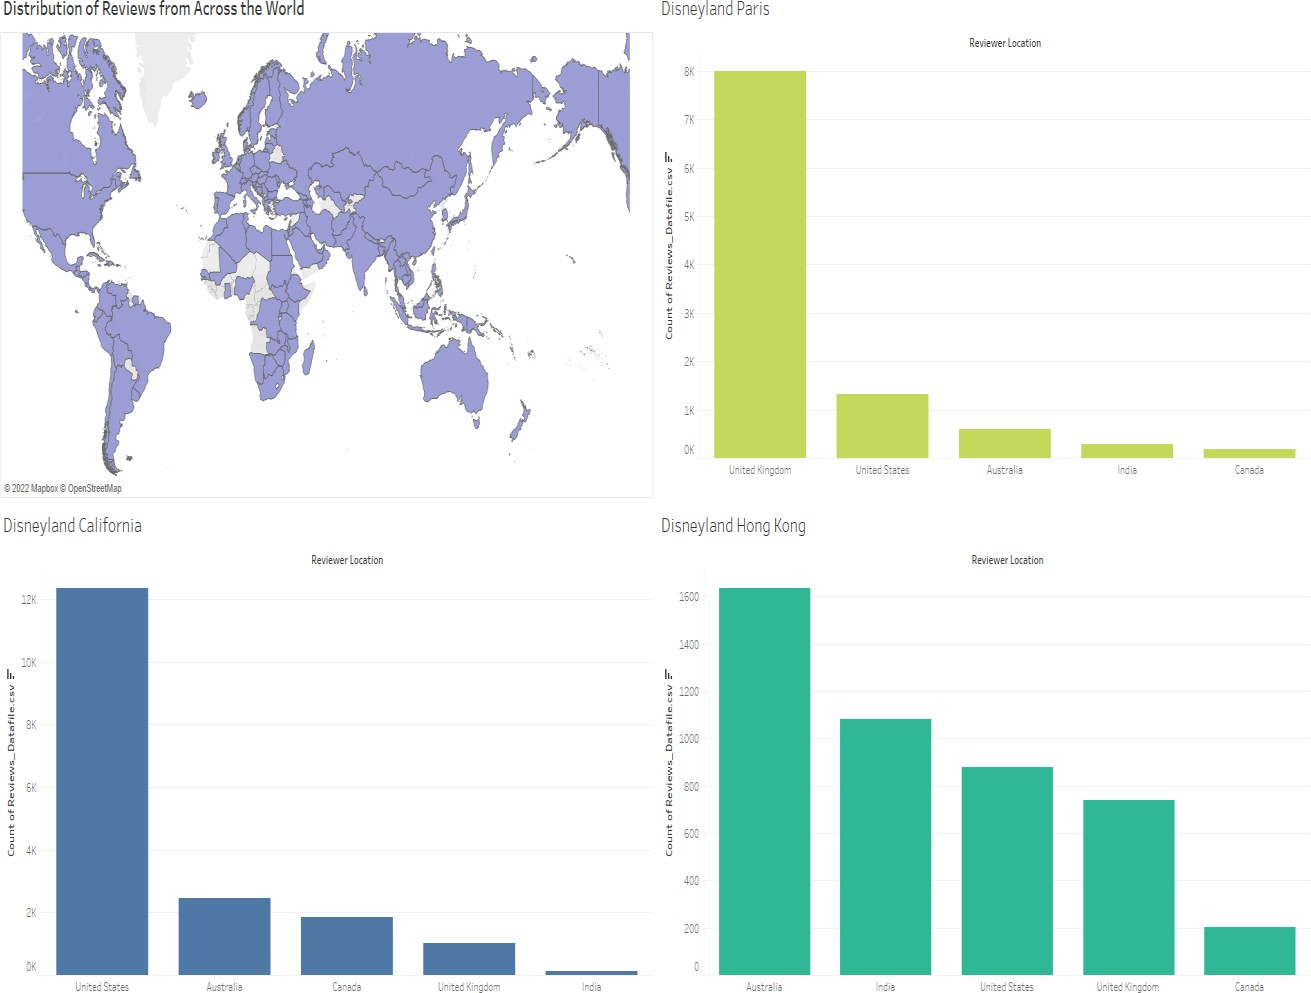 Distribution of Reviews from Across the World
© 2022 Mapbox © OpenStreetMap
Disneyland Paris
Reviewer Location
Count of Reviews_Datafile.csv
8K
7K
6K
5K
4K
3K
2K
1K
0K
United Kingdom
United States
Australia
India
Canada
Disneyland California
Reviewer Location
Count of Reviews_Datafile.csv
12K
10K
8K
6K
4K
2K
0K
United States
Australia
Canada
United Kingdom
India
Disneyland Hong Kong
Reviewer Location
Count of Reviews_Datafile.csv
1600
1400
1200
1000
800
600
400
200
0
Australia
India
United States
United Kingdom
Canada